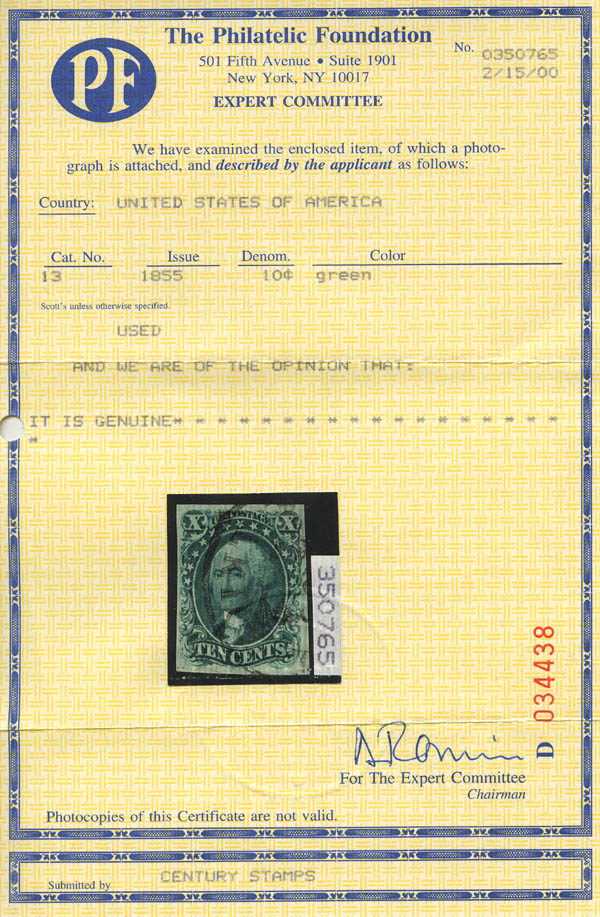 PF
The Philatelic Foundation
501 Fifth Avenue • Suite 1901
New York, NY 10017
EXPERT COMMITTEE
No. 0350765
2/15/00
We have examined the enclosed item, of which a photo-
graph is attached, and described by the applicant as follows:
Country: UNITED STATES OF AMERICA
Cat. No. Issue Denom. Color
13 1855 10¢ green
Scott's unless otherwise specified.
USED
AND WE ARE OF THE OPINION THAT:
IT IS GENUINE* * * * * * * * * * * * * * * * * *
*
X U.S. POSTAGE X
TEN CENTS.
350765
D 034438
For The Expert Committee
Chairman
Photocopies of this Certificate are not valid.
Submitted by CENTURY STAMPS